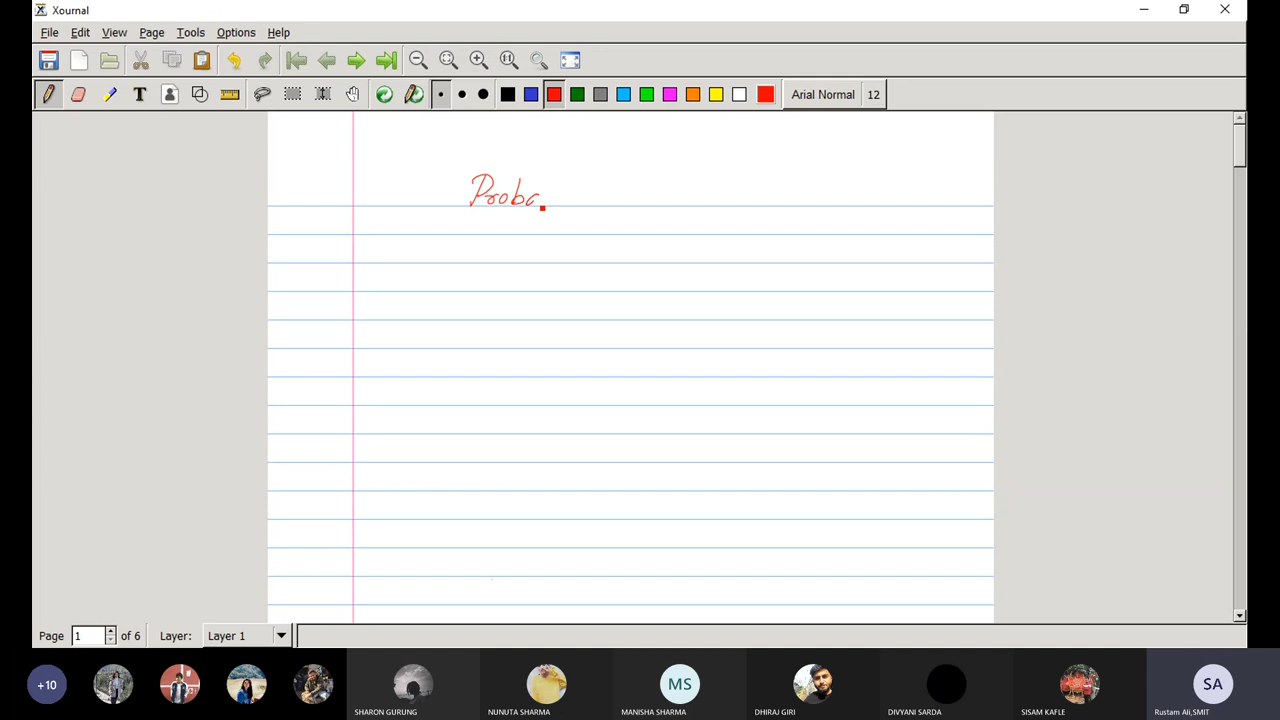 Xournal
File Edit View Page Tools Options Help
T Arial Normal 12
Proba
Page 1 of 6 Layer: Layer 1
+10 SHARON GURUNG NUNUTA SHARMA MS MANISHA SHARMA DHIRAJ GIRI DIVYANI SARDA SISAM KAFLE SA Rustam Ali,SMIT